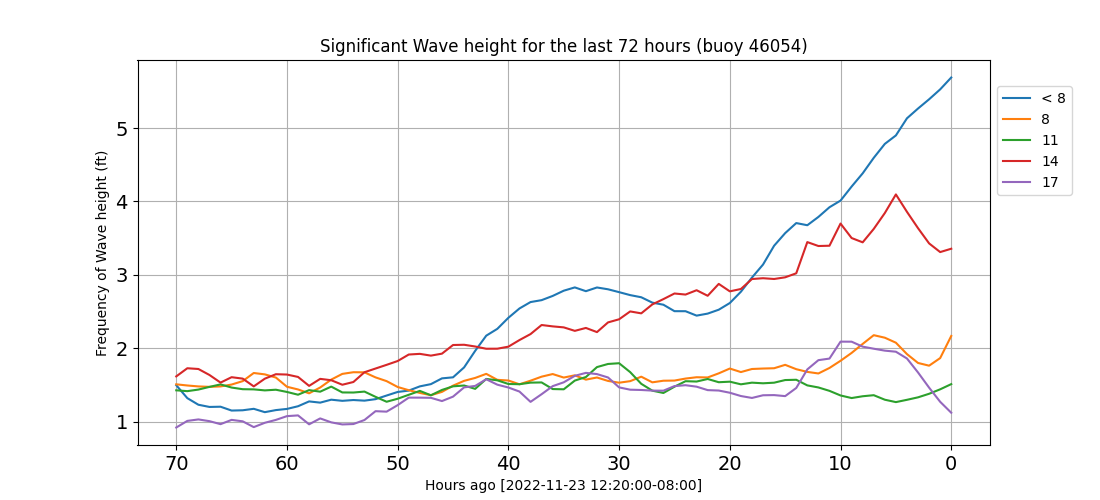 Significant Wave height for the last 72 hours (buoy 46054)
Frequency of Wave height (ft)
5
4
3
2
1
70 60 50 40 30 20 10 0
Hours ago [2022-11-23 12:20:00-08:00]
< 8
8
11
14
17